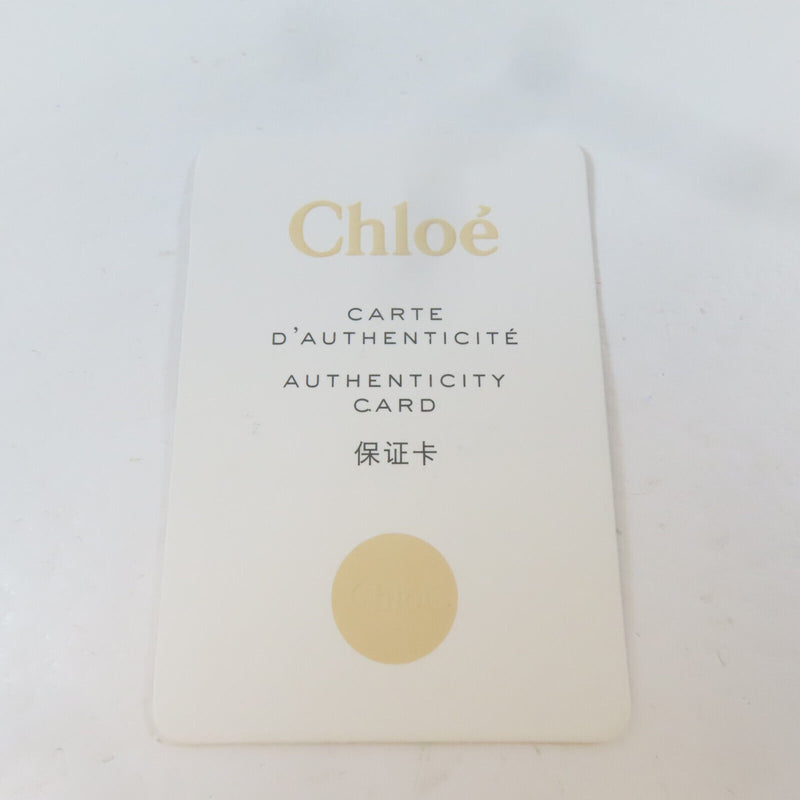 Chloé
CARTE
D'AUTHENTICITÉ
AUTHENTICITY
CARD
保证卡
Chloé